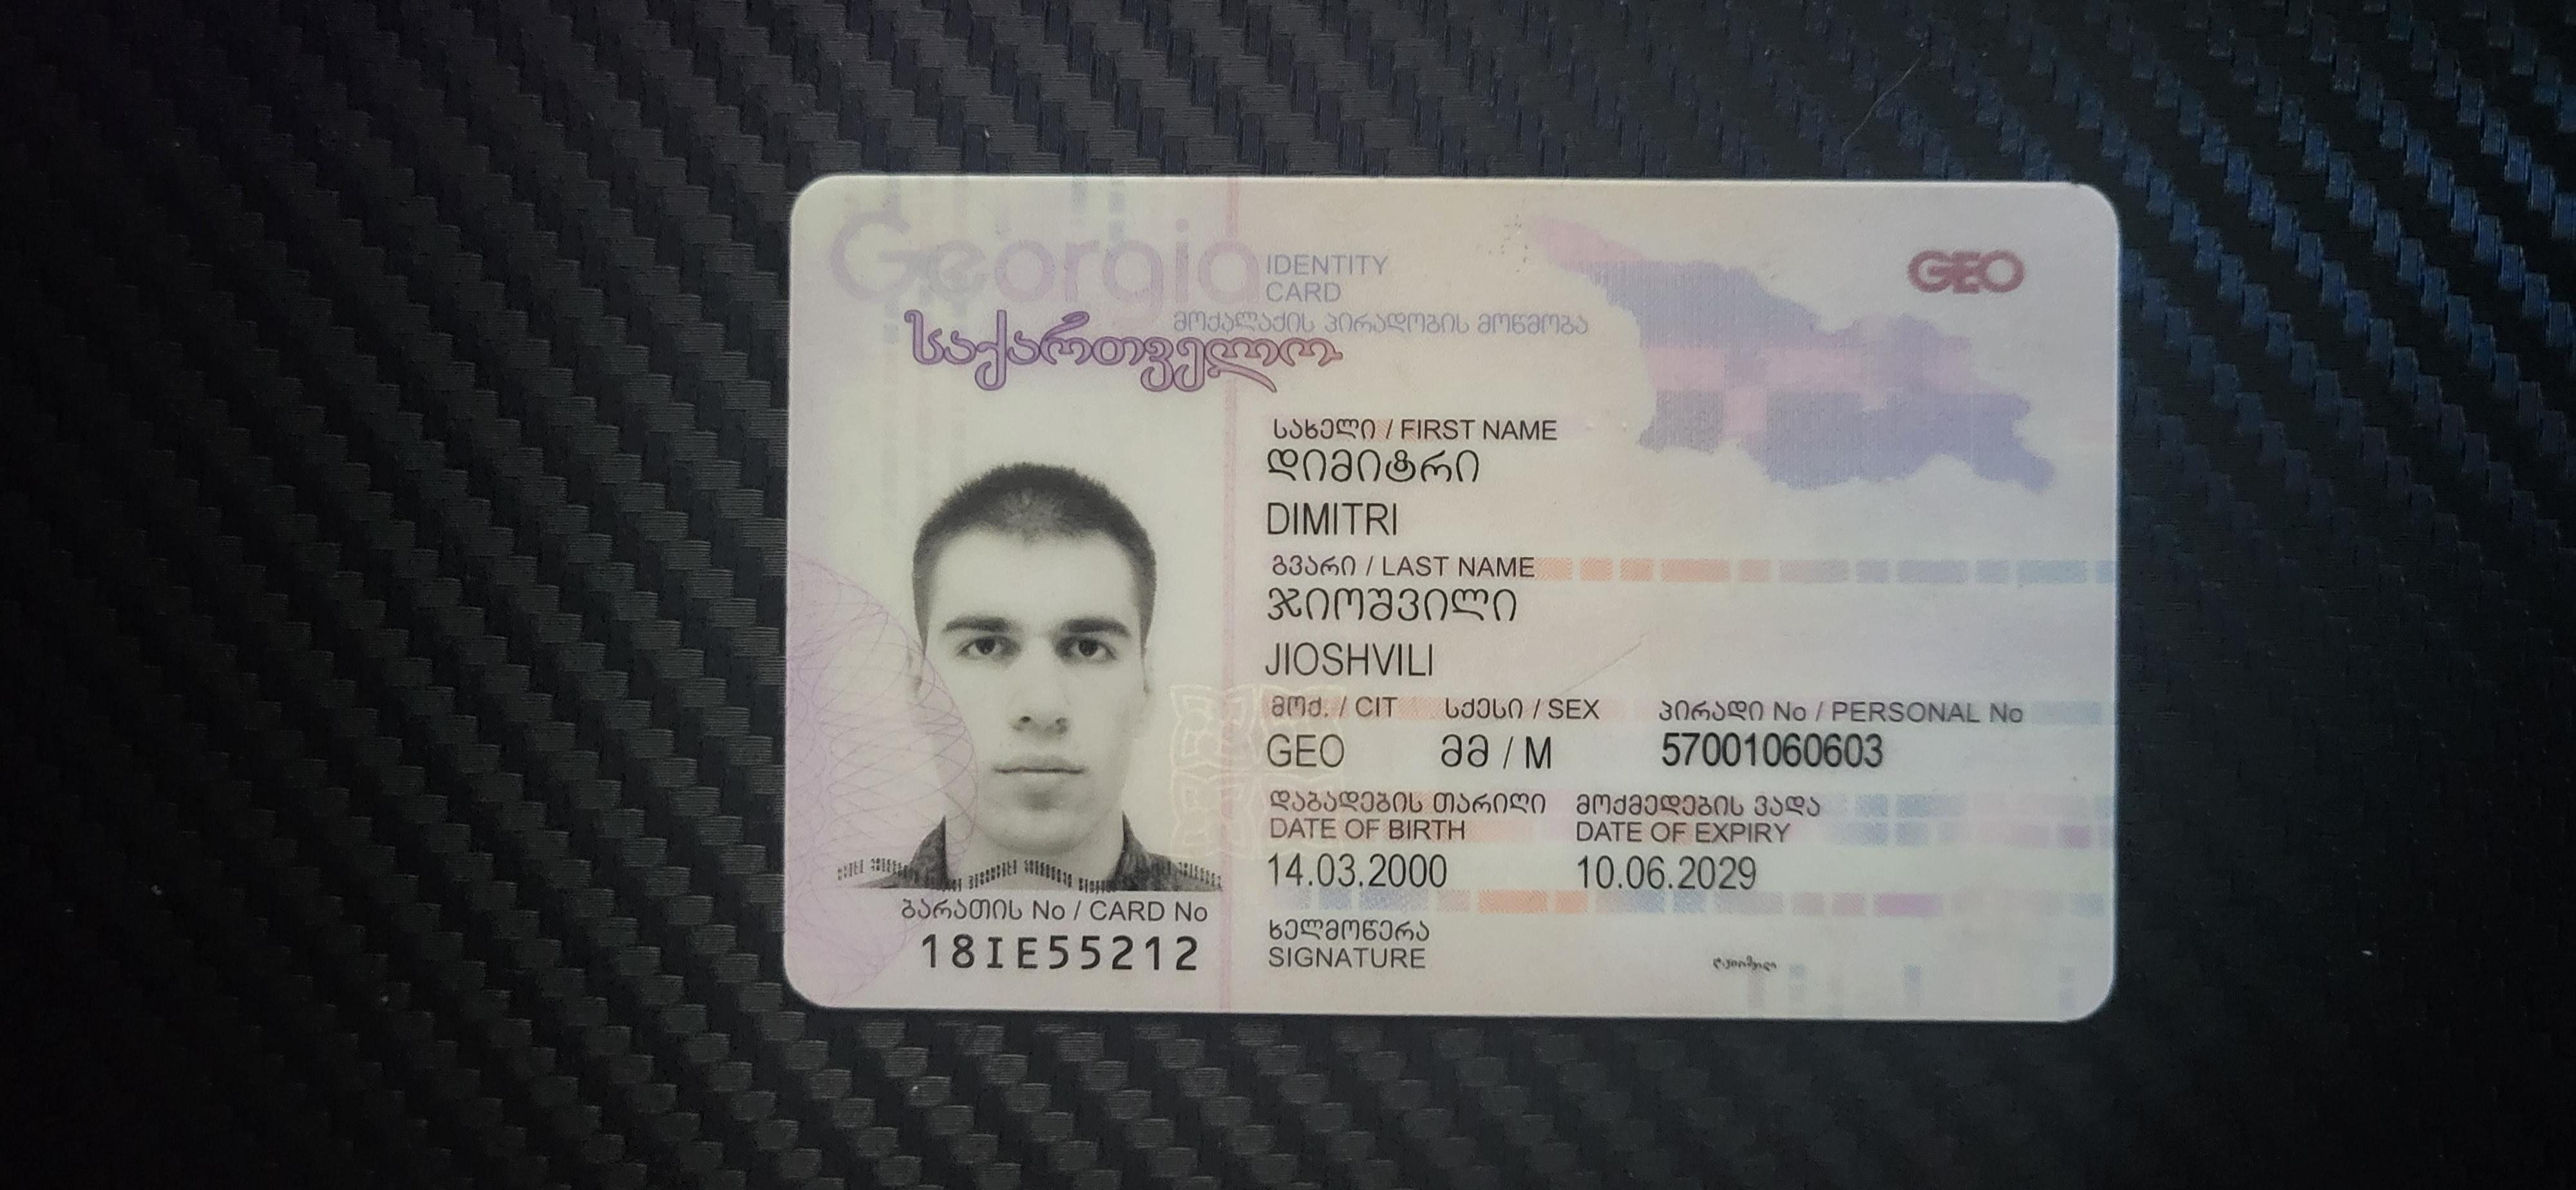 Georgia IDENTITY
CARD
მოქალაქის პირადობის მოწმობა
საქართველო
GEO
სახელი / FIRST NAME
დიმიტრი
DIMITRI
გვარი / LAST NAME
ჯიოშვილი
JIOSHVILI
მოქ. / CIT სქესი / SEX პირადი No / PERSONAL No
GEO მმ / M 57001060603
დაბადების თარიღი მოქმედების ვადა
DATE OF BIRTH DATE OF EXPIRY
14.03.2000 10.06.2029
ბარათის No / CARD No
18IE55212
ხელმოწერა
SIGNATURE